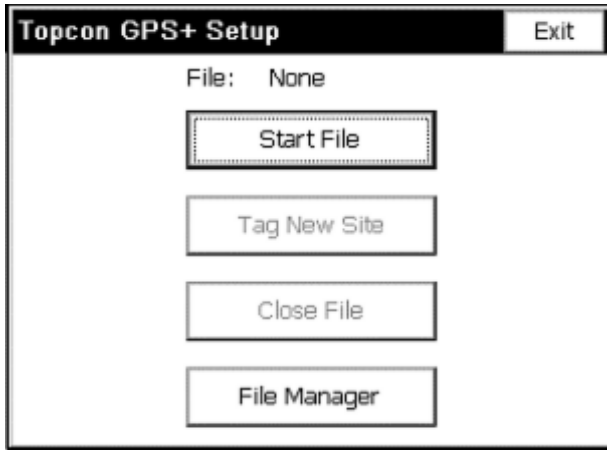 Topcon GPS+ Setup Exit
File: None
Start File
Tag New Site
Close File
File Manager